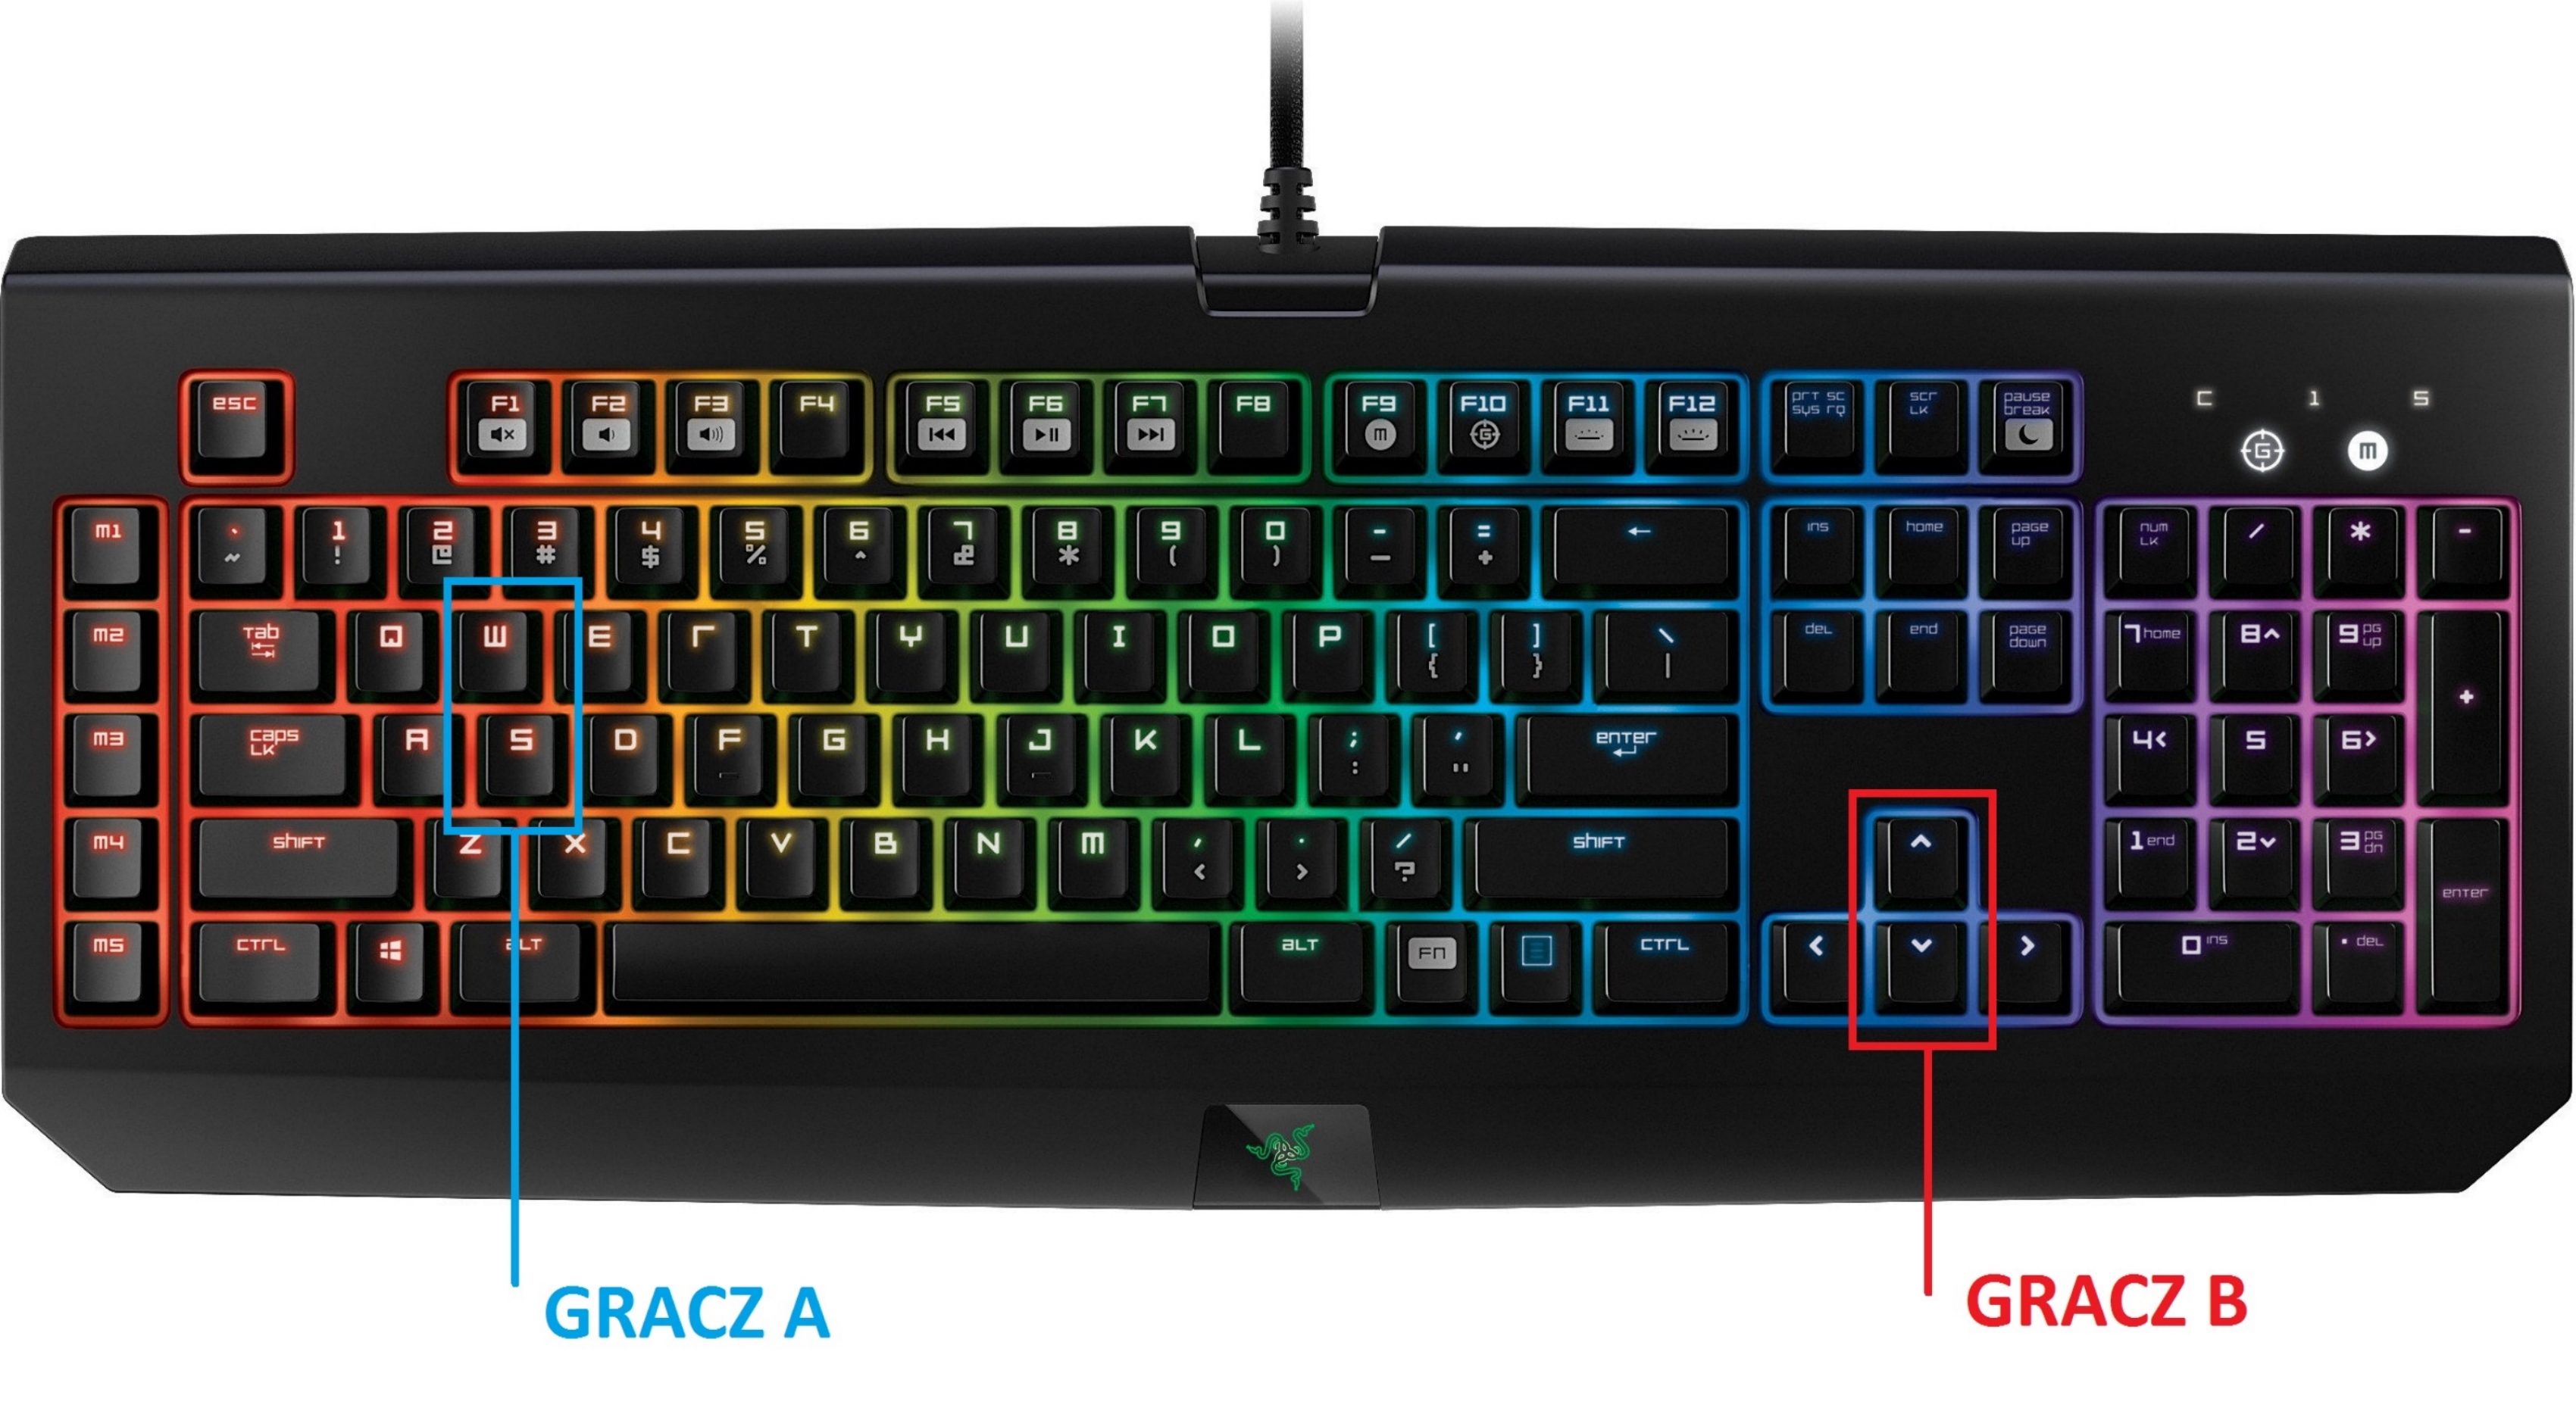 esc F1 F2 F3 F4 F5 F6 F7 F8 F9 m F10 G F11 F12 prt sc sys rq scr LK pause break C 1 S
G m
m1 ` ~ 1 ! 2 @ 3 # 4 $ 5 % 6 ^ 7 & 8 * 9 ( 0 ) - _ = + ← ins home page up num LK / * -
m2 Tab Q W E r T Y U I O P [ { ] } \ | del end page down 7 home 8 ^ 9 pg up +
m3 caps LK A S D F G H J K L ; : ' " enter 4 < 5 6 >
m4 shift Z X C V B N M , < . > / ? shift ^ 1 end 2 v 3 pg dn enter
m5 ctrl alt alt Fn ctrl < v > 0 ins . del
GRACZ A
GRACZ B